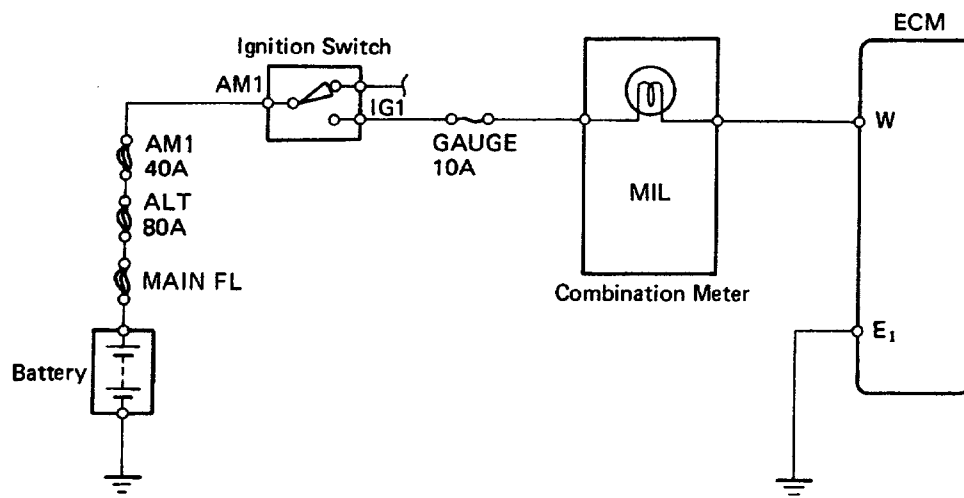 Ignition Switch
AM1
IG1
AM1
40A
ALT
80A
MAIN FL
Battery
GAUGE
10A
MIL
Combination Meter
ECM
W
E₁